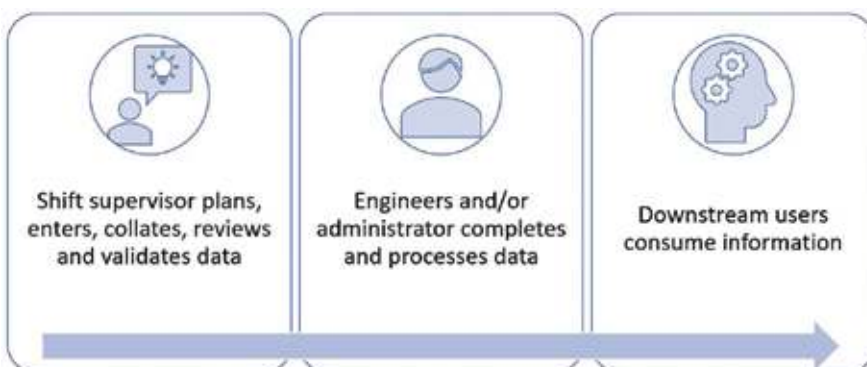 Shift supervisor plans,
enters, collates, reviews
and validates data
Engineers and/or
administrator completes
and processes data
Downstream users
consume information